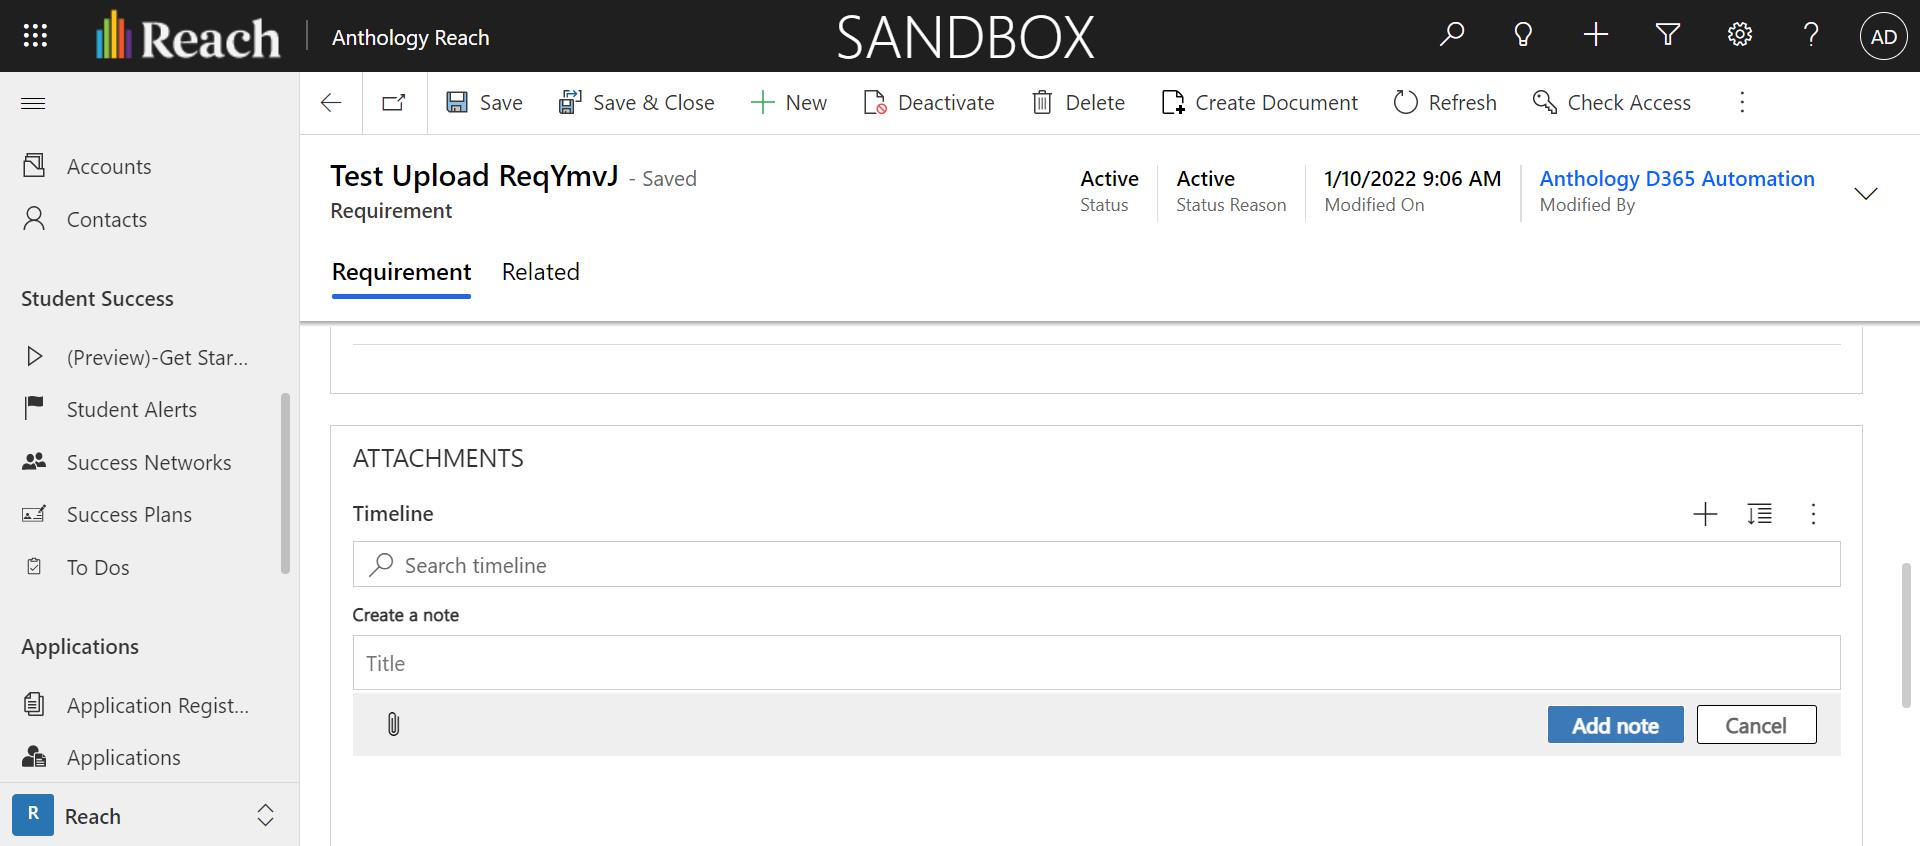 Reach
Anthology Reach
SANDBOX
AD
Save
Save & Close
New
Deactivate
Delete
Create Document
Refresh
Check Access
Accounts
Contacts
Student Success
(Preview)-Get Star...
Student Alerts
Success Networks
Success Plans
To Dos
Applications
Application Regist...
Applications
R
Reach
Test Upload ReqYmvJ - Saved
Requirement
Active
Status
Active
Status Reason
1/10/2022 9:06 AM
Modified On
Anthology D365 Automation
Modified By
Requirement
Related
ATTACHMENTS
Timeline
Search timeline
Create a note
Title
Add note
Cancel